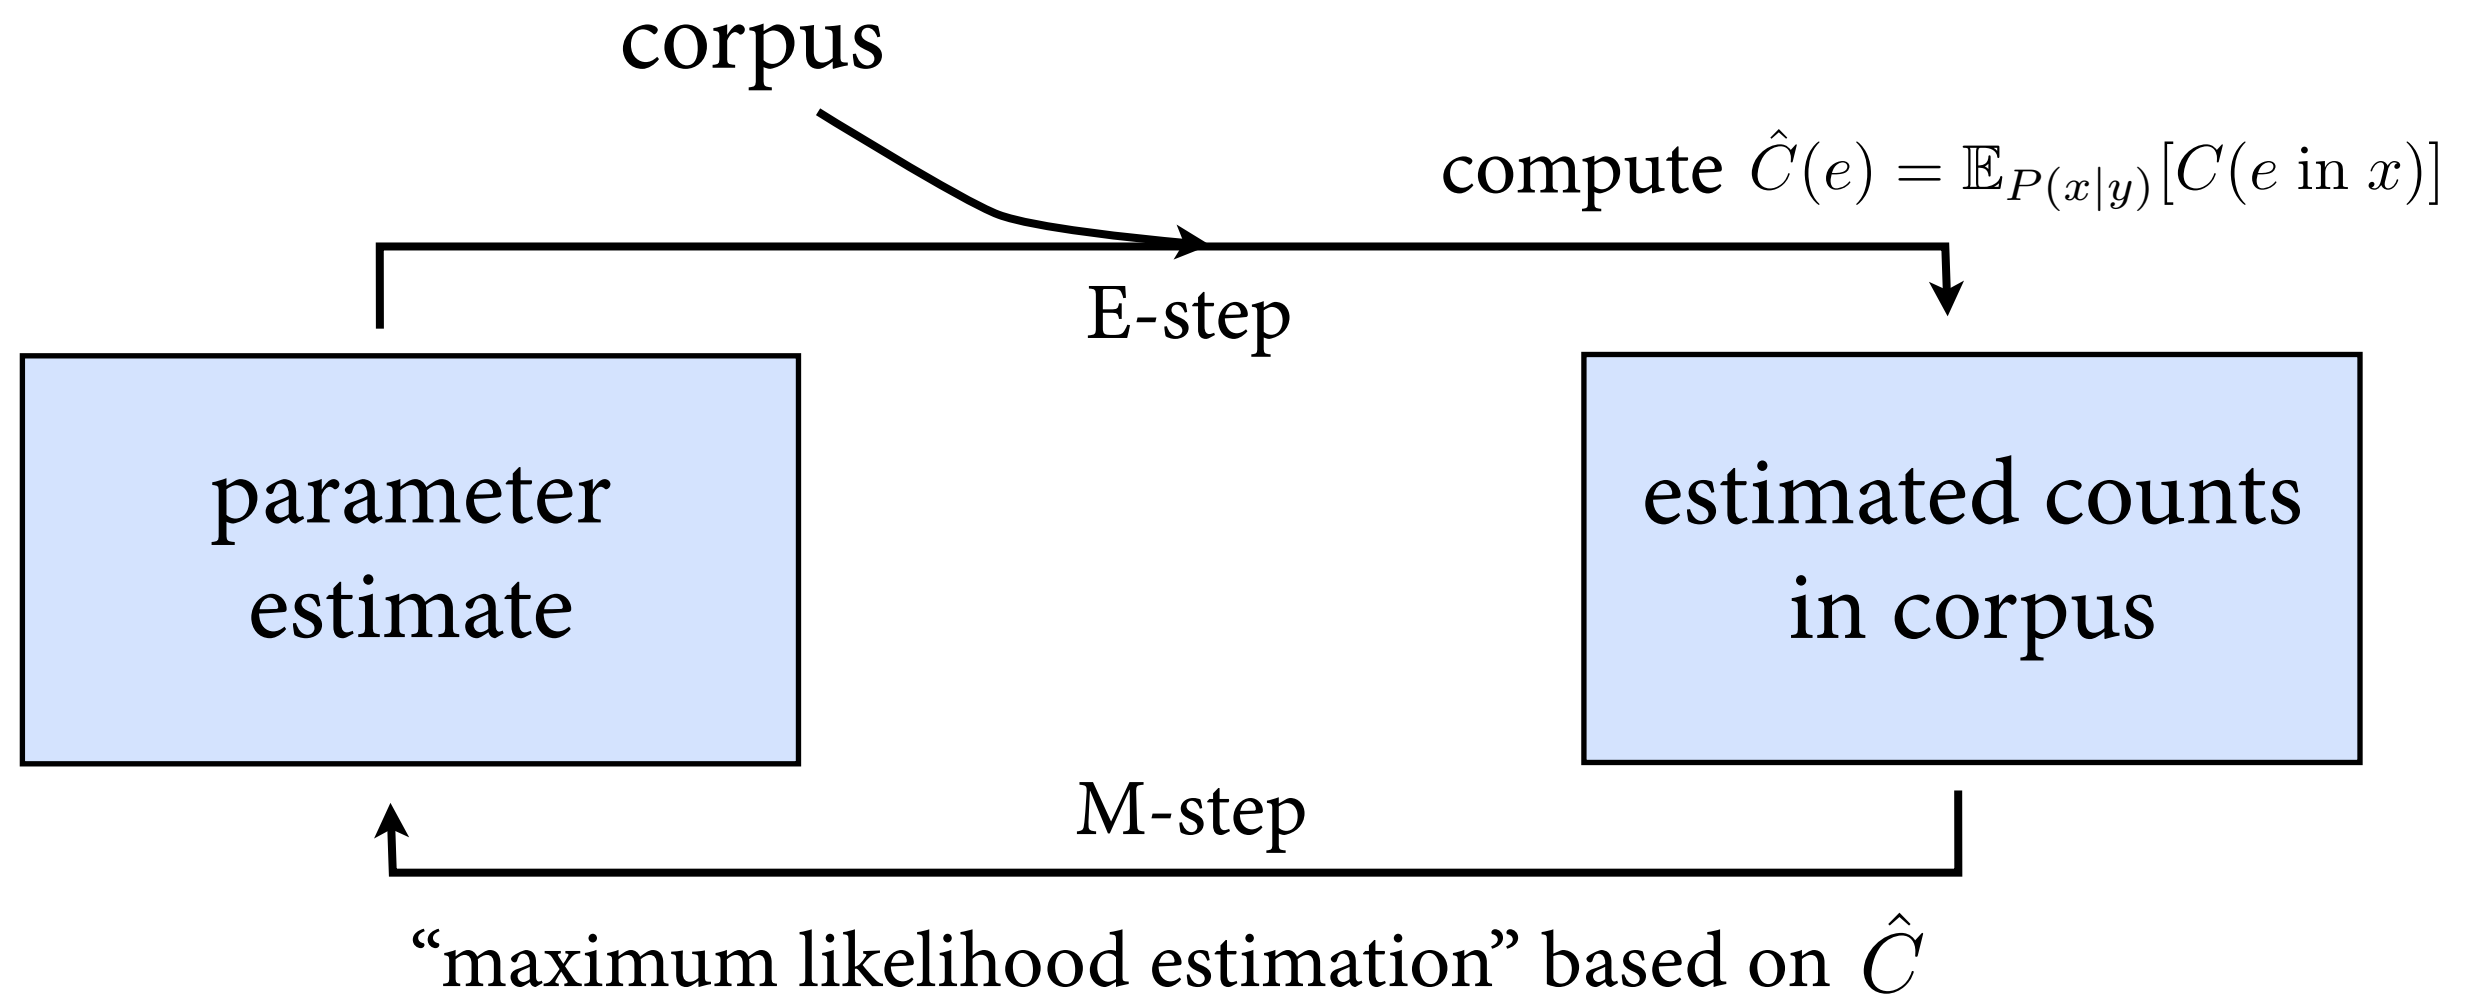 corpus
compute Ĉ(e) = 𝔼_{P(x|y)}[C(e in x)]
E-step
parameter
estimate
estimated counts
in corpus
M-step
“maximum likelihood estimation” based on Ĉ